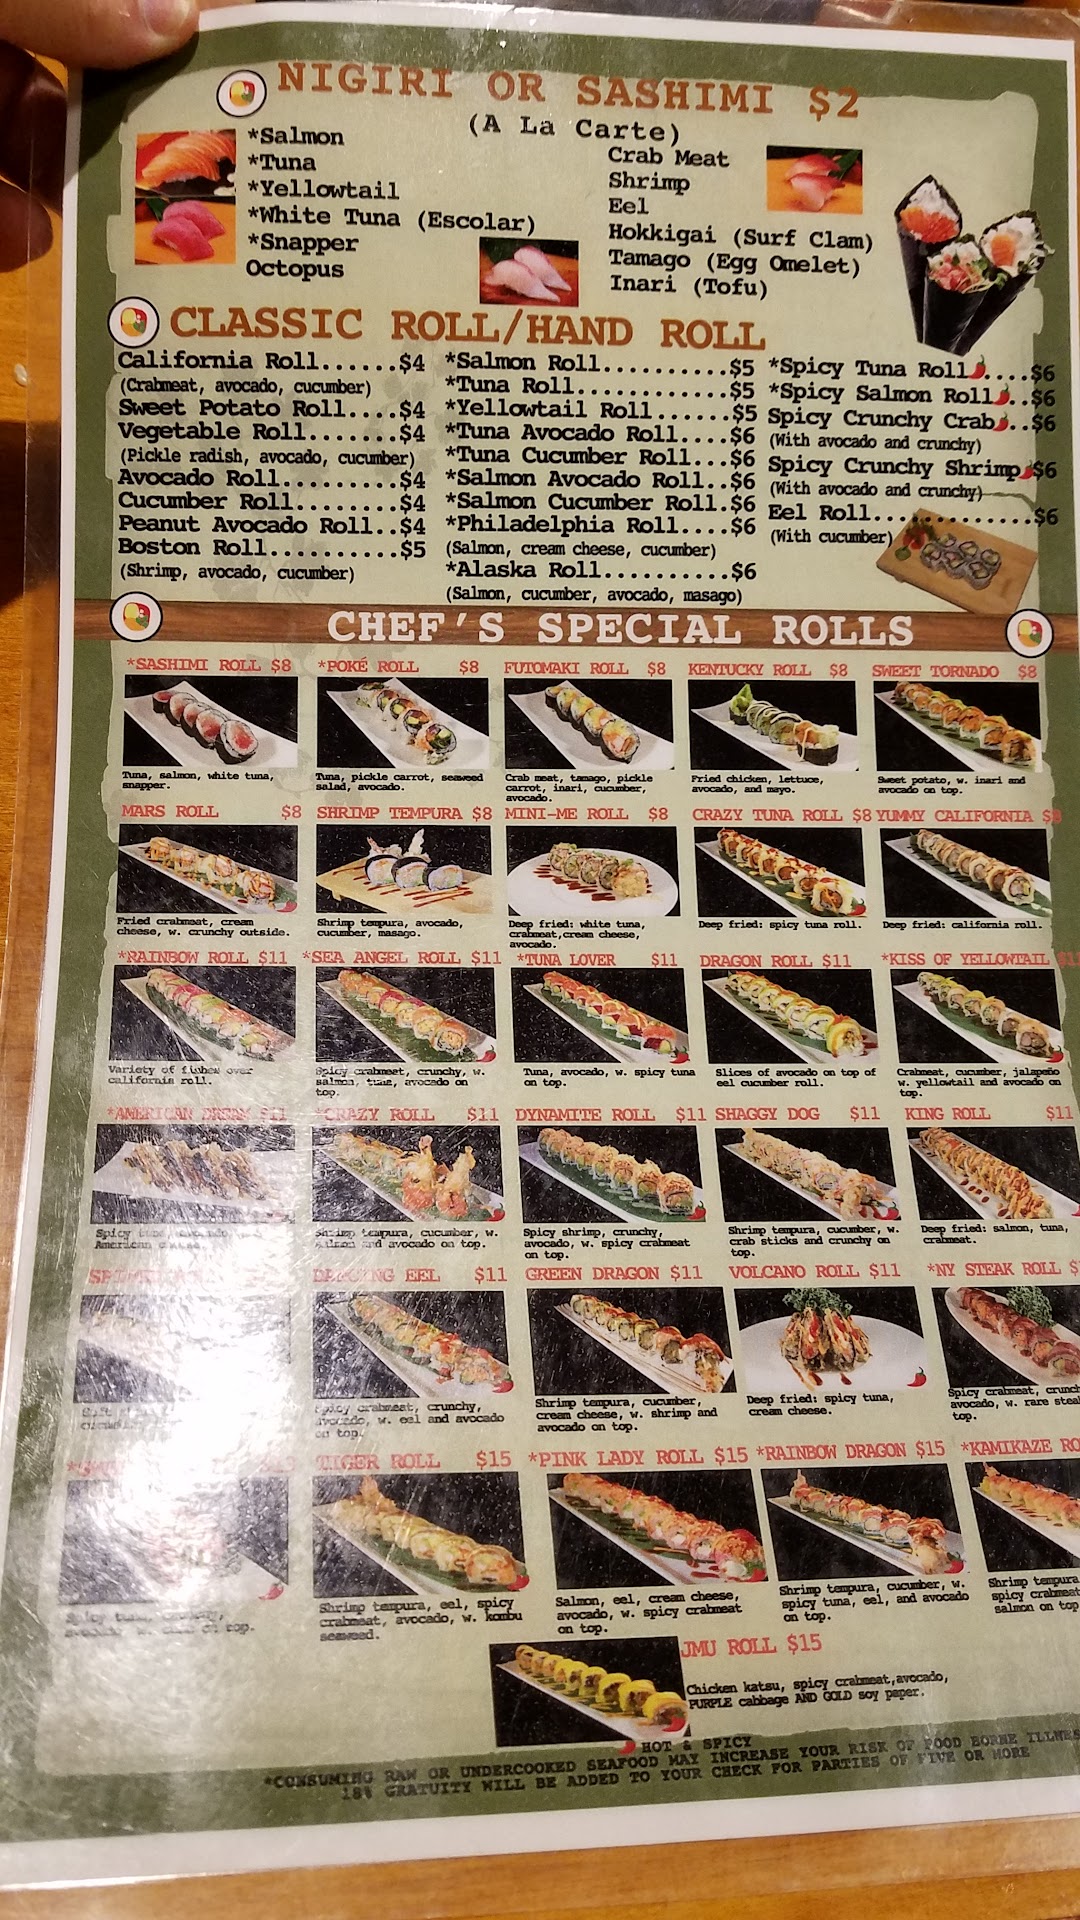 NIGIRI OR SASHIMI $2
(A La Carte)
*Salmon
*Tuna
*Yellowtail
*White Tuna (Escolar)
*Snapper
Octopus
Crab Meat
Shrimp
Eel
Hokkigai (Surf Clam)
Tamago (Egg Omelet)
Inari (Tofu)
CLASSIC ROLL/HAND ROLL
California Roll......$4
(Crabmeat, avocado, cucumber)
Sweet Potato Roll....$4
Vegetable Roll.......$4
(Pickle radish, avocado, cucumber)
Avocado Roll.........$4
Cucumber Roll........$4
Peanut Avocado Roll..$4
Boston Roll..........$5
(Shrimp, avocado, cucumber)
*Salmon Roll..........$5
*Tuna Roll............$5
*Yellowtail Roll......$5
*Tuna Avocado Roll....$6
*Tuna Cucumber Roll...$6
*Salmon Avocado Roll..$6
*Salmon Cucumber Roll.$6
*Philadelphia Roll....$6
(Salmon, cream cheese, cucumber)
*Alaska Roll..........$6
(Salmon, cucumber, avocado, masago)
*Spicy Tuna Roll....$6
*Spicy Salmon Roll..$6
Spicy Crunchy Crab..$6
(With avocado and crunchy)
Spicy Crunchy Shrimp $6
(With avocado and crunchy)
Eel Roll.............$6
(With cucumber)
CHEF'S SPECIAL ROLLS
*SASHIMI ROLL $8
Tuna, salmon, white tuna,
snapper.
*POKÉ ROLL $8
Tuna, pickle carrot, seaweed
salad, avocado.
FUTOMAKI ROLL $8
Crab meat, tamago, pickle
carrot, inari, cucumber,
avocado.
KENTUCKY ROLL $8
Fried chicken, lettuce,
avocado, and mayo.
SWEET TORNADO $8
Sweet potato, w. inari and
avocado on top.
MARS ROLL $8
Fried crabmeat, cream
cheese, w. crunchy outside.
SHRIMP TEMPURA $8
Shrimp tempura, avocado,
cucumber, masago.
MINI-ME ROLL $8
Deep fried: white tuna,
crabmeat,cream cheese,
avocado.
CRAZY TUNA ROLL $8
Deep fried: spicy tuna roll.
YUMMY CALIFORNIA $8
Deep fried: california roll.
*RAINBOW ROLL $11
Variety of fishes over
california roll.
*SEA ANGEL ROLL $11
Spicy crabmeat, crunchy, w.
salmon, tuna, avocado on
top.
*TUNA LOVER $11
Tuna, avocado, w. spicy tuna
on top.
DRAGON ROLL $11
Slices of avocado on top of
eel cucumber roll.
*KISS OF YELLOWTAIL
Crabmeat, cucumber, jalapeño
w. yellowtail and avocado on
top.
*AMERICAN DREAM $11
Spicy tuna, avocado
American cheese.
*CRAZY ROLL $11
Shrimp tempura, cucumber, w.
salmon and avocado on top.
DYNAMITE ROLL $11
Spicy shrimp, crunchy,
avocado, w. spicy crabmeat
on top.
SHAGGY DOG $11
Shrimp tempura, cucumber, w.
crab sticks and crunchy on
top.
KING ROLL $11
Deep fried: salmon, tuna,
crabmeat.
DANCING EEL $11
Spicy crabmeat, crunchy,
avocado, w. eel and avocado
on top.
GREEN DRAGON $11
Shrimp tempura, cucumber,
cream cheese, w. shrimp and
avocado on top.
VOLCANO ROLL $11
Deep fried: spicy tuna,
cream cheese.
*NY STEAK ROLL $
Spicy crabmeat, crunc
avocado, w. rare stea
top.
Spicy tuna, crunchy,
on top.
TIGER ROLL $15
Shrimp tempura, eel, spicy
crabmeat, avocado, w. kombu
seaweed.
*PINK LADY ROLL $15
Salmon, eel, cream cheese,
avocado, w. spicy crabmeat
on top.
*RAINBOW DRAGON $15
Shrimp tempura, cucumber, w.
spicy tuna, eel, and avocado
on top.
*KAMIKAZE RO
Shrimp tempura
spicy crabmeat
salmon on top
JMU ROLL $15
Chicken katsu, spicy crabmeat,avocado,
PURPLE cabbage AND GOLD soy paper.
HOT & SPICY
*CONSUMING RAW OR UNDERCOOKED SEAFOOD MAY INCREASE YOUR RISK OF FOOD BORNE ILLNES
18% GRATUITY WILL BE ADDED TO YOUR CHECK FOR PARTIES OF FIVE OR MORE